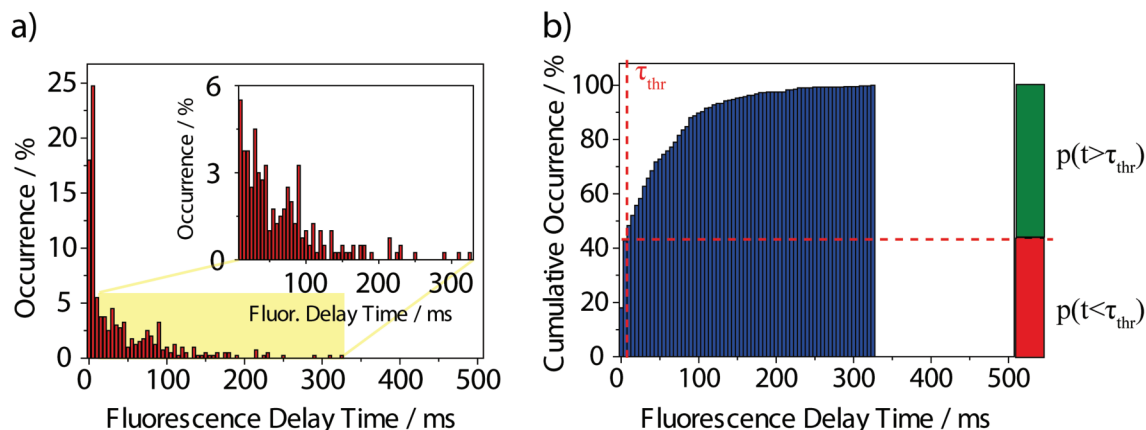 a)
Occurrence / %
25
20
15
10
5
0
0
100
200
300
400
500
Fluorescence Delay Time / ms
Occurrence / %
6
3
0
100
200
300
Fluor. Delay Time / ms
b)
Cumulative Occurrence / %
100
80
60
40
20
0
0
100
200
300
400
500
Fluorescence Delay Time / ms
τthr
p(t>τthr)
p(t<τthr)